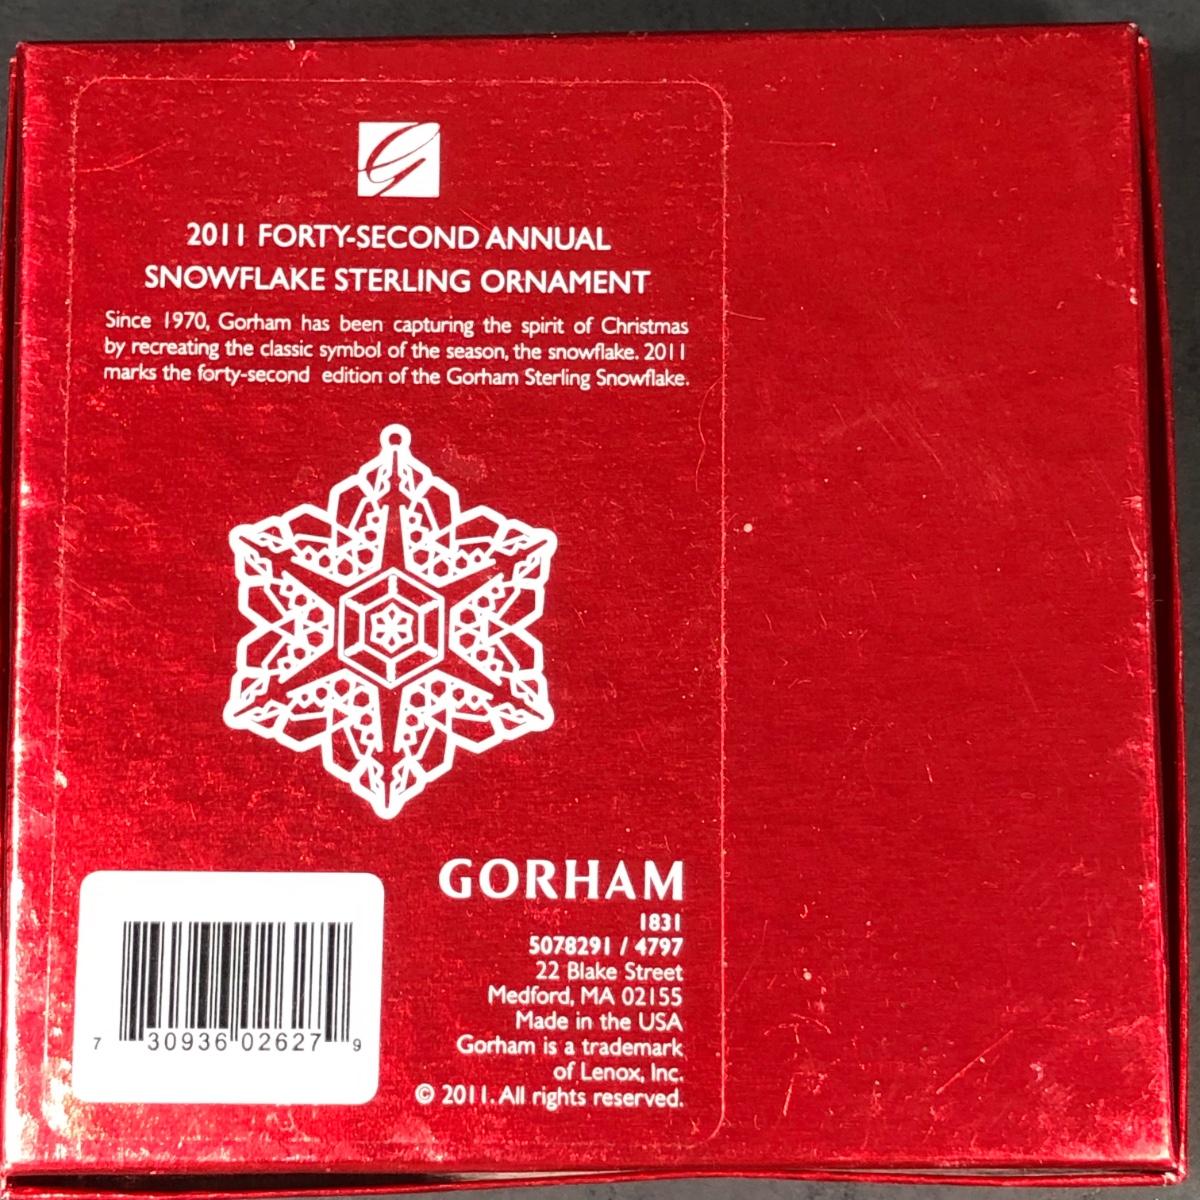 G
2011 FORTY-SECOND ANNUAL
SNOWFLAKE STERLING ORNAMENT
Since 1970, Gorham has been capturing the spirit of Christmas
by recreating the classic symbol of the season, the snowflake. 2011
marks the forty-second edition of the Gorham Sterling Snowflake.
GORHAM
1831
5078291 / 4797
22 Blake Street
Medford, MA 02155
Made in the USA
Gorham is a trademark
of Lenox, Inc.
© 2011. All rights reserved.
7 30936 02627 9